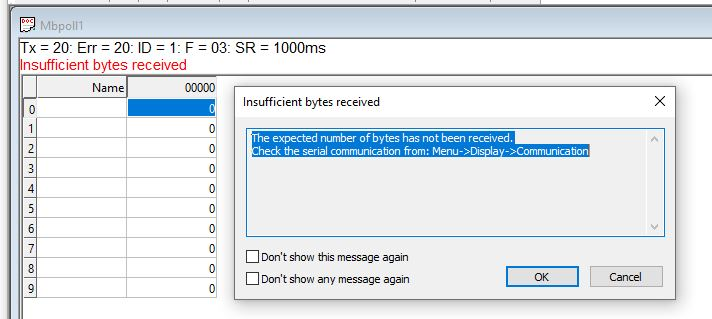 DOC
Mbpoll1
Tx = 20: Err = 20: ID = 1: F = 03: SR = 1000ms
Insufficient bytes received
Name 00000
0 0
1 0
2 0
3 0
4 0
5 0
6 0
7 0
8 0
9 0
Insufficient bytes received
The expected number of bytes has not been received.
Check the serial communication from: Menu->Display->Communication
Don't show this message again
Don't show any message again
OK
Cancel